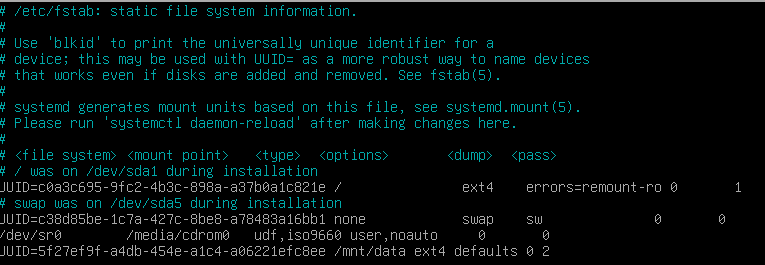 # /etc/fstab: static file system information.
#
# Use 'blkid' to print the universally unique identifier for a
# device; this may be used with UUID= as a more robust way to name devices
# that works even if disks are added and removed. See fstab(5).
#
# systemd generates mount units based on this file, see systemd.mount(5).
# Please run 'systemctl daemon-reload' after making changes here.
#
# <file system> <mount point>   <type>  <options>       <dump>  <pass>
# / was on /dev/sda1 during installation
UUID=c0a3c695-9fc2-4b3c-898a-a37b0a1c821e /               ext4    errors=remount-ro 0       1
# swap was on /dev/sda5 during installation
UUID=c38d85be-1c7a-427c-8be8-a78483a16bb1 none            swap    sw              0       0
/dev/sr0        /media/cdrom0   udf,iso9660 user,noauto     0       0
UUID=5f27ef9f-a4db-454e-a1c4-a06221efc8ee /mnt/data ext4 defaults 0 2